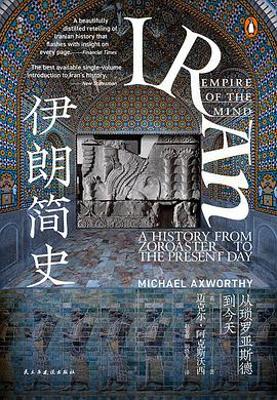 A beautifully
distilled retelling of
Iranian history that
flashes with insight on
every page.——Financial Times
The best available single-volume
introduction to Iran's history.
——New Statesman
IRAN
EMPIRE
OF THE
MIND
伊朗简史
A HISTORY FROM
ZOROASTER TO
THE PRESENT DAY
MICHAEL AXWORTHY
从琐罗亚斯德
到今天
迈克尔·阿克斯沃西
著
译
民主与建设出版社